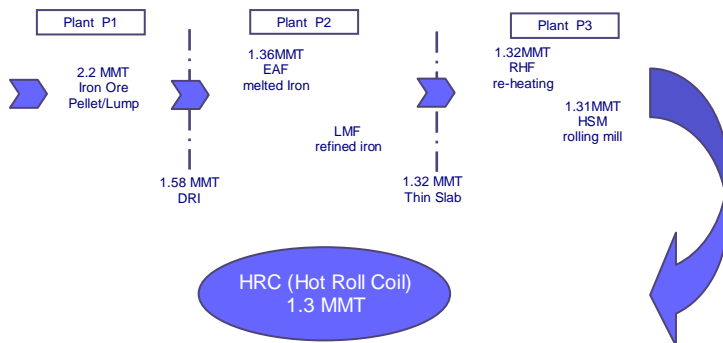 Plant P1
Plant P2
Plant P3
2.2 MMT
Iron Ore
Pellet/Lump
1.36MMT
EAF
melted Iron
LMF
refined iron
1.32MMT
RHF
re-heating
1.31MMT
HSM
rolling mill
1.58 MMT
DRI
1.32 MMT
Thin Slab
HRC (Hot Roll Coil)
1.3 MMT